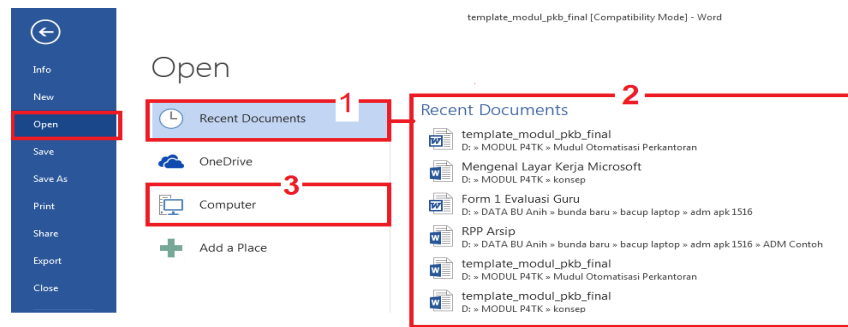 template_modul_pkb_final [Compatibility Mode] - Word
Info
New
Open
Save
Save As
Print
Share
Export
Close
Open
1
Recent Documents
OneDrive
3
Computer
Add a Place
2
Recent Documents
template_modul_pkb_final
D: » MODUL P4TK » Mudul Otomatisasi Perkantoran
Mengenal Layar Kerja Microsoft
D: » MODUL P4TK » konsep
Form 1 Evaluasi Guru
D: » DATA BU Anih » bunda baru » bacup laptop » adm apk 1516
RPP Arsip
D: » DATA BU Anih » bunda baru » bacup laptop » adm apk 1516 » ADM Contoh
template_modul_pkb_final
D: » MODUL P4TK » Mudul Otomatisasi Perkantoran
template_modul_pkb_final
D: » MODUL P4TK » konsep